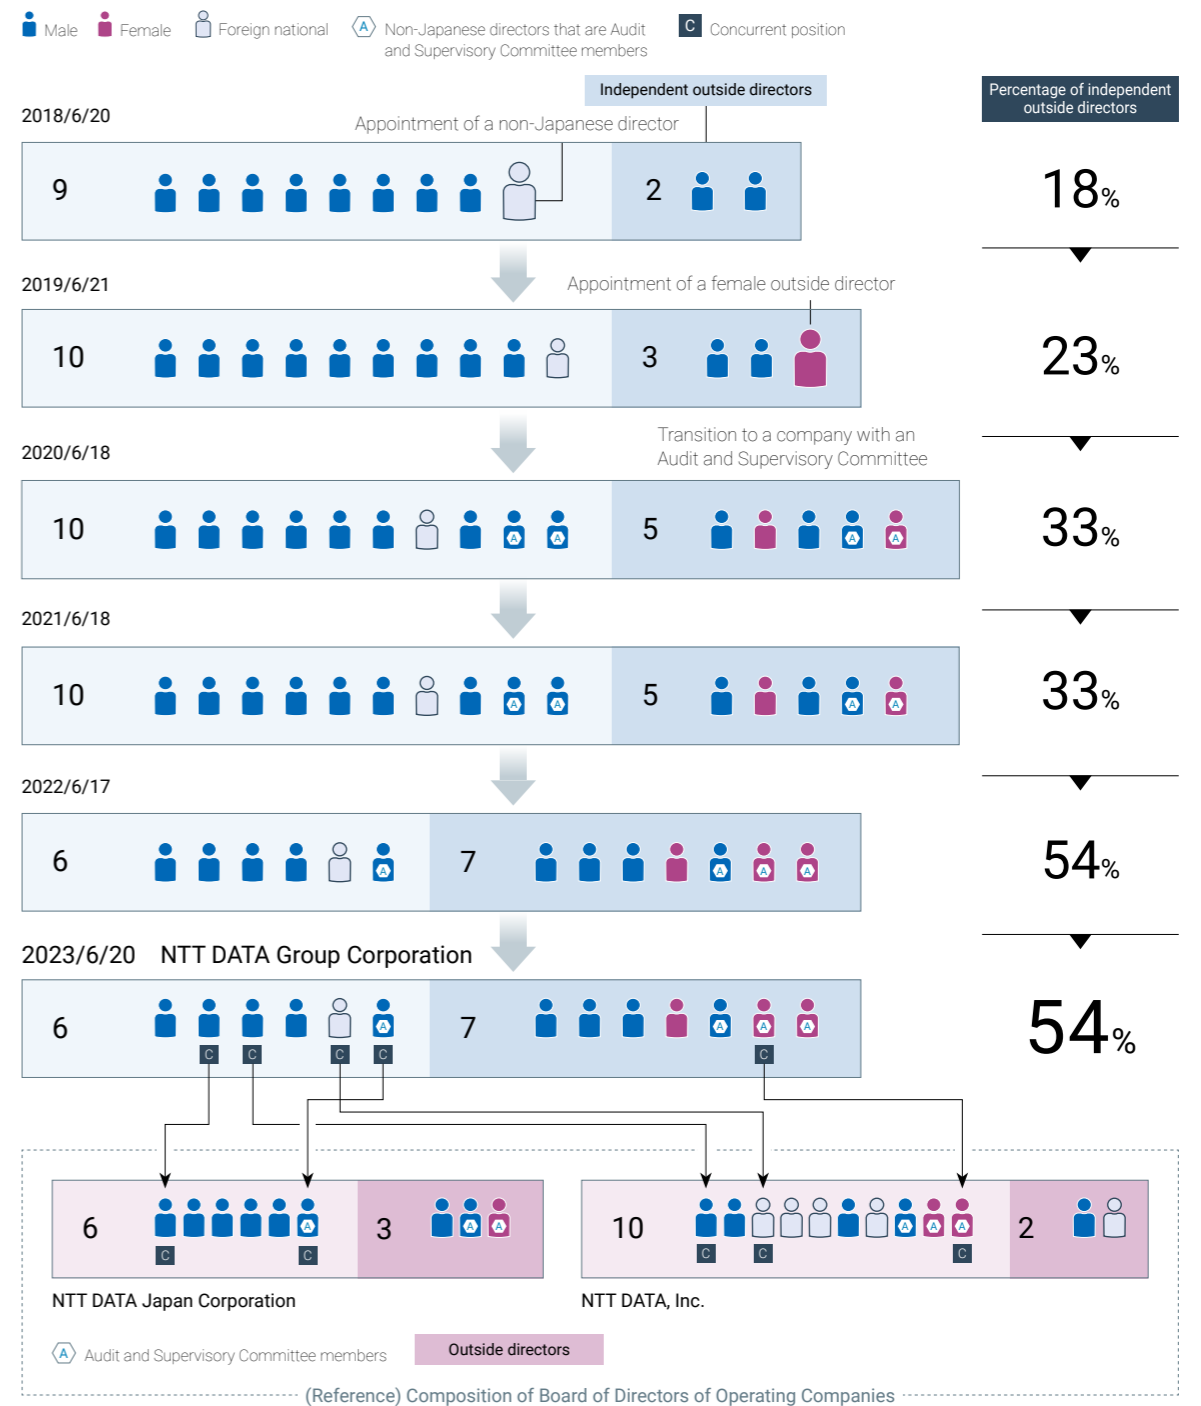 Male
Female
Foreign national
A
Non-Japanese directors that are Audit
and Supervisory Committee members
C
Concurrent position
Independent outside directors
Percentage of independent
outside directors
2018/6/20
Appointment of a non-Japanese director
9
2
18%
2019/6/21
Appointment of a female outside director
10
3
23%
2020/6/18
Transition to a company with an
Audit and Supervisory Committee
10
A
A
5
A
A
33%
2021/6/18
10
A
A
5
A
A
33%
2022/6/17
6
A
7
A
A
A
54%
2023/6/20 NTT DATA Group Corporation
6
A
7
A
A
A
C
C
C
C
C
54%
6
A
3
A
A
C
C
10
A
A
A
2
C
C
C
NTT DATA Japan Corporation
NTT DATA, Inc.
A
Audit and Supervisory Committee members
Outside directors
(Reference) Composition of Board of Directors of Operating Companies